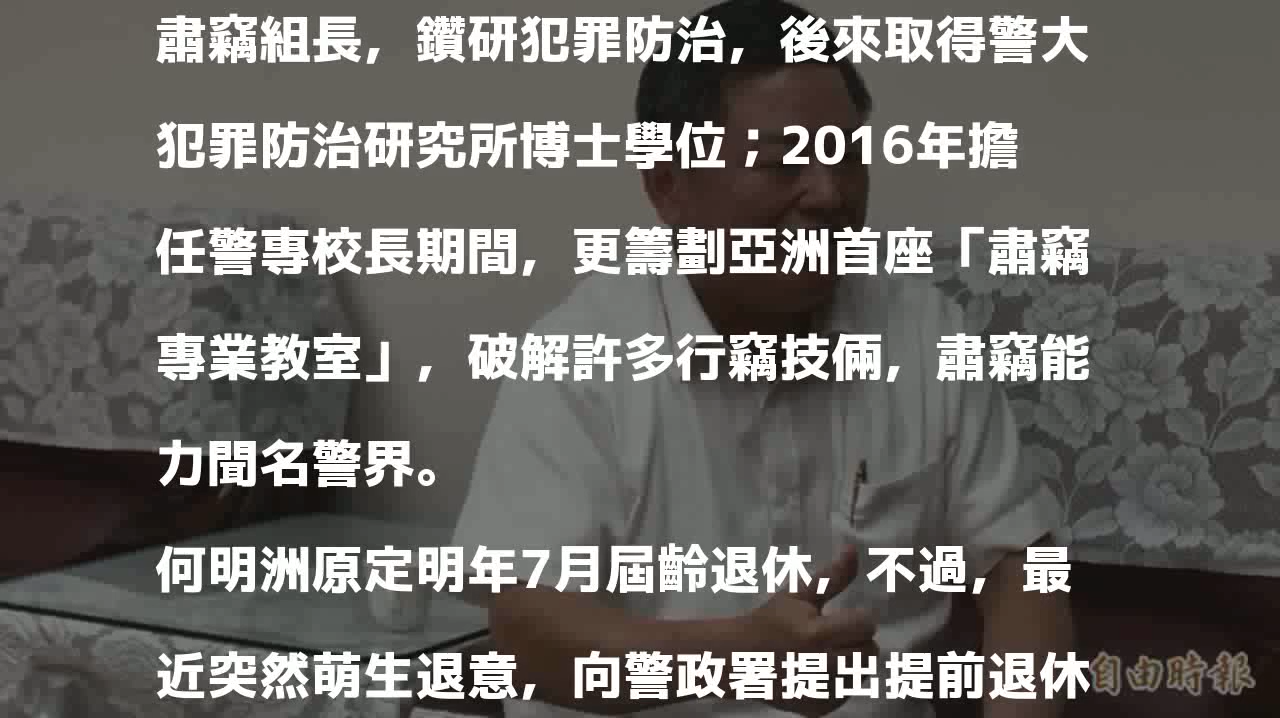 肅竊組長，鑽研犯罪防治，後來取得警大
犯罪防治研究所博士學位；2016年擔
任警專校長期間，更籌劃亞洲首座「肅竊
專業教室」，破解許多行竊技倆，肅竊能
力聞名警界。
何明洲原定明年7月屆齡退休，不過，最
近突然萌生退意，向警政署提出提前退休
自由時報